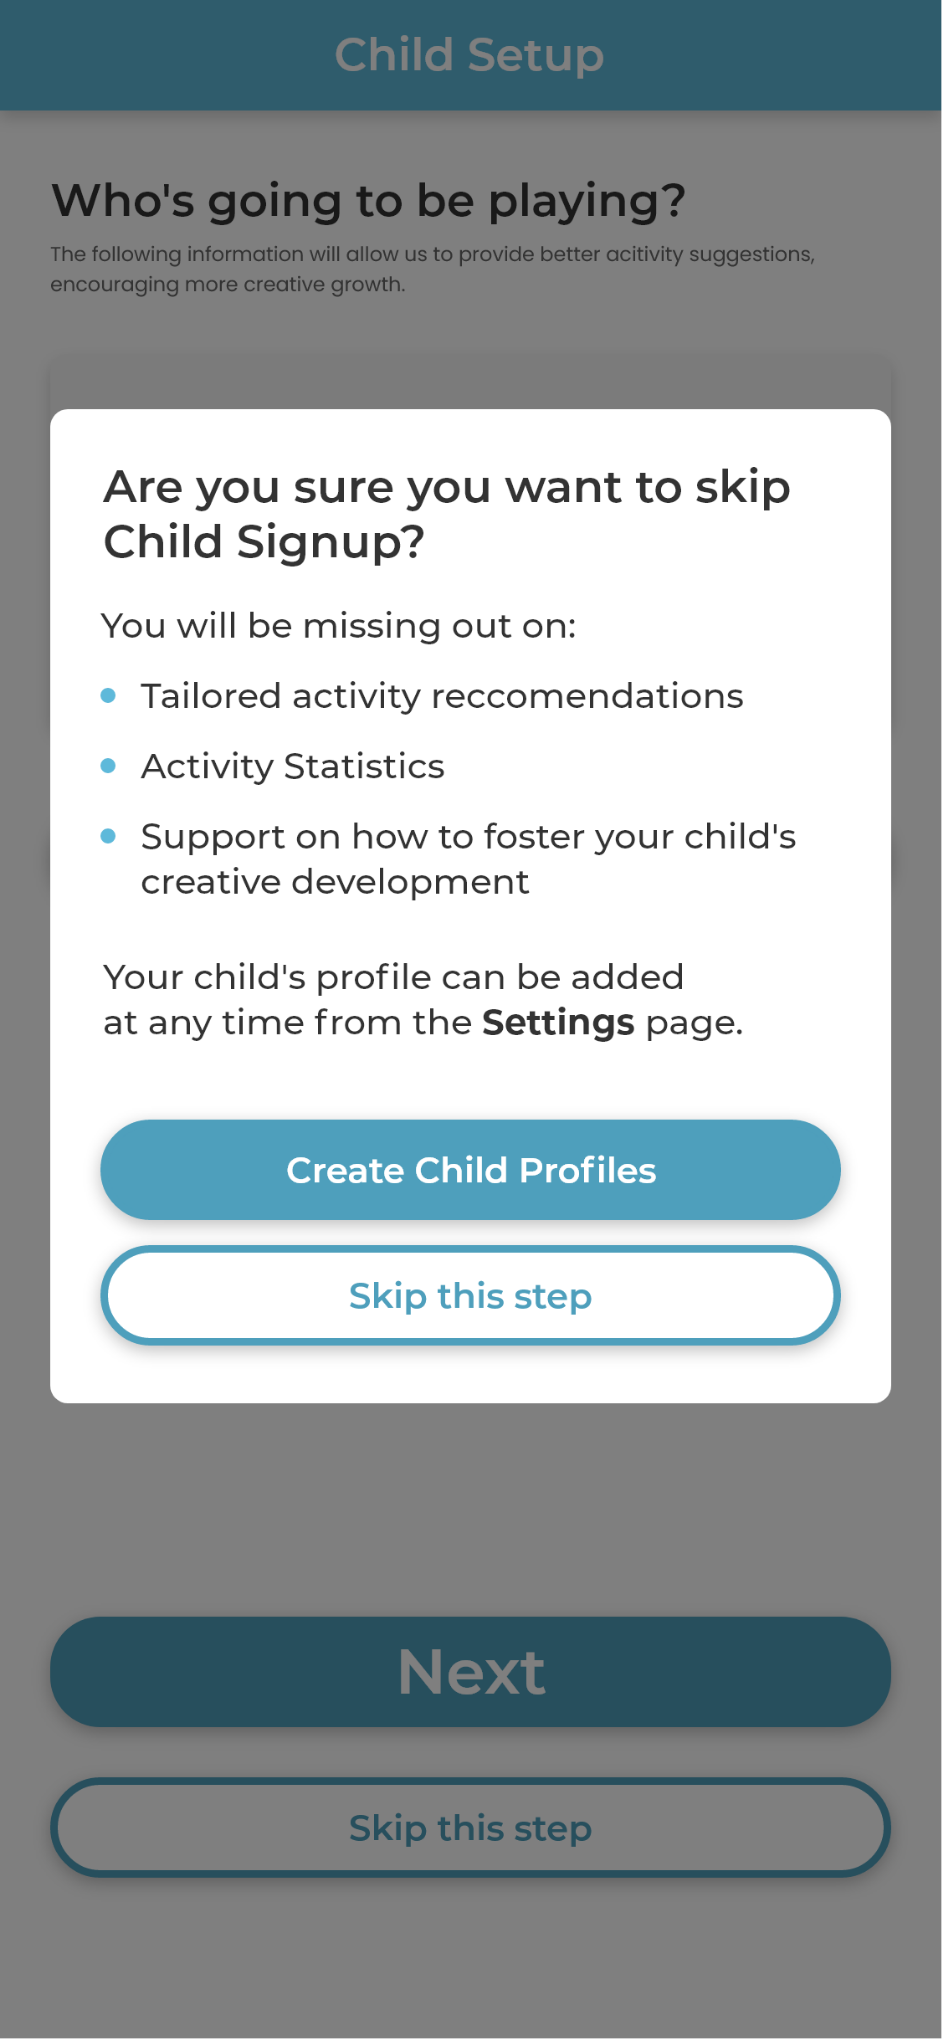 Child Setup
Who's going to be playing?
The following information will allow us to provide better acitivity suggestions,
encouraging more creative growth.
Are you sure you want to skip
Child Signup?
You will be missing out on:
Tailored activity reccomendations
Activity Statistics
Support on how to foster your child's
creative development
Your child's profile can be added
at any time from the Settings page.
Create Child Profiles
Skip this step
Next
Skip this step